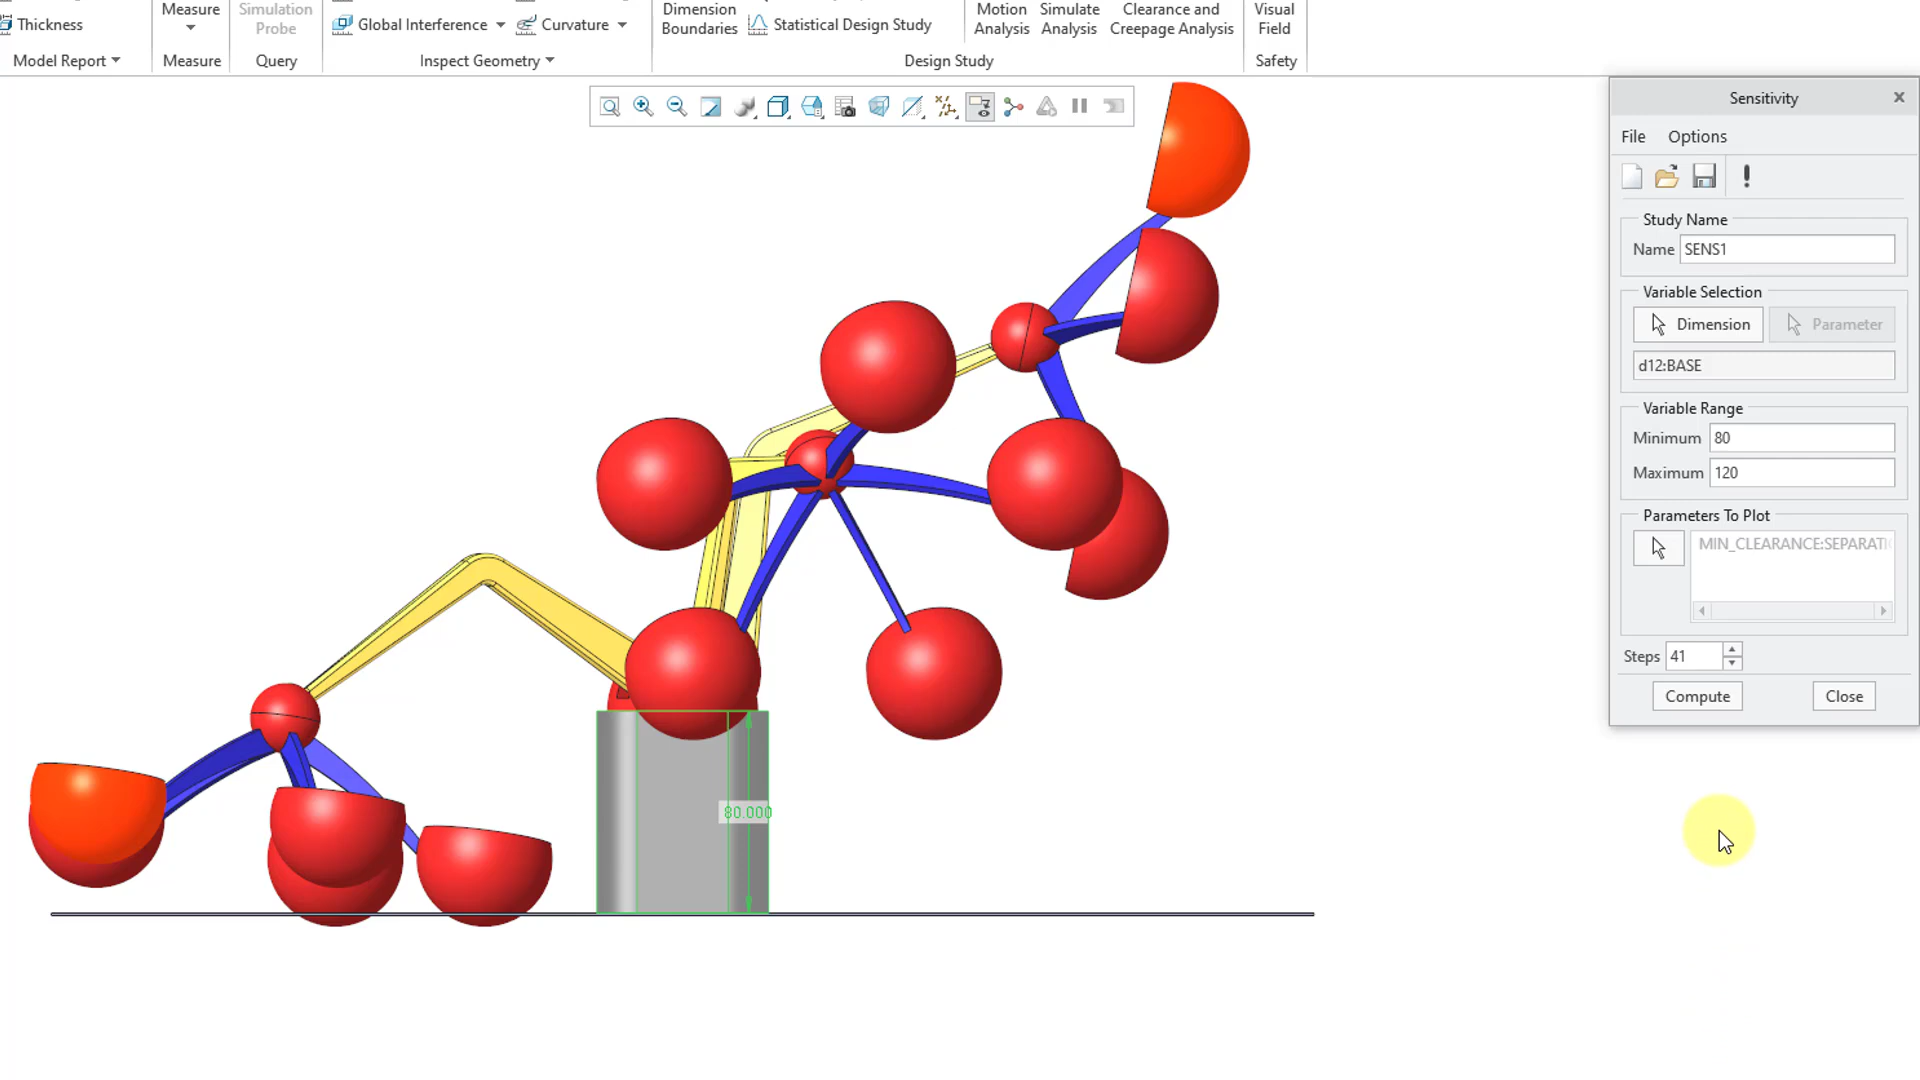 Thickness
Model Report
Measure
Measure
Simulation
Probe
Query
Global Interference
Curvature
Inspect Geometry
Dimension
Boundaries
Statistical Design Study
Motion
Analysis
Simulate
Analysis
Clearance and
Creepage Analysis
Design Study
Visual
Field
Safety
Sensitivity
File Options
Study Name
Name SENS1
Variable Selection
Dimension Parameter
d12:BASE
Variable Range
Minimum 80
Maximum 120
Parameters To Plot
MIN_CLEARANCE:SEPARATI
Steps 41
Compute Close
80.000